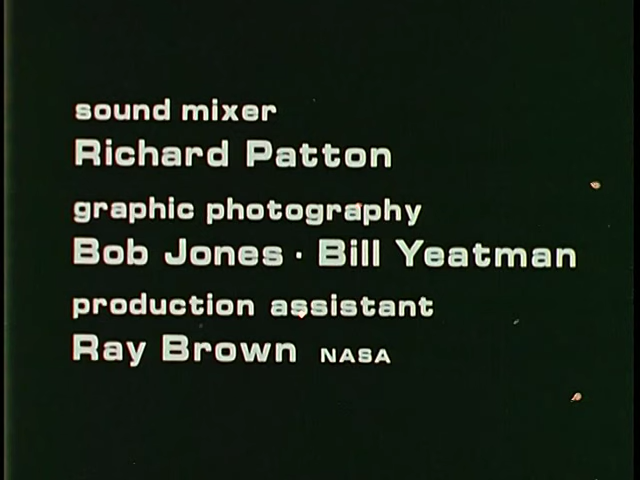 sound mixer
Richard Patton
graphic photography
Bob Jones · Bill Yeatman
production assistant
Ray Brown NASA